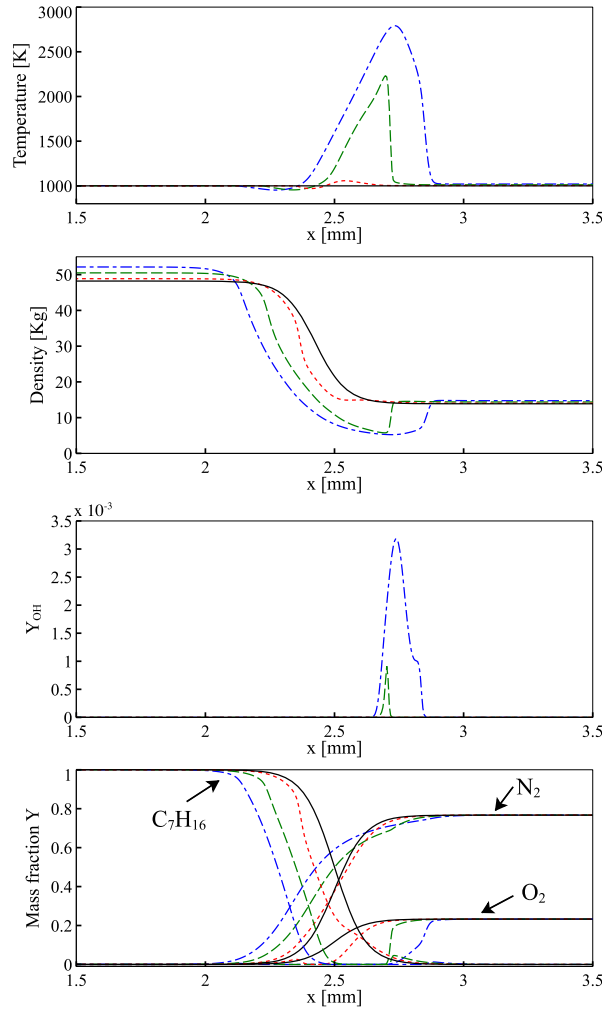 3000
2500
2000
1500
1000
Temperature [K]
1.5 2 2.5 3 3.5
x [mm]
50
40
30
20
10
0
Density [Kg]
1.5 2 2.5 3 3.5
x [mm]
x 10⁻³
3.5
3
2.5
2
1.5
1
0.5
0
Y_OH
1.5 2 2.5 3 3.5
x [mm]
1
0.8
0.6
0.4
0.2
0
Mass fraction Y
C₇H₁₆
N₂
O₂
1.5 2 2.5 3 3.5
x [mm]